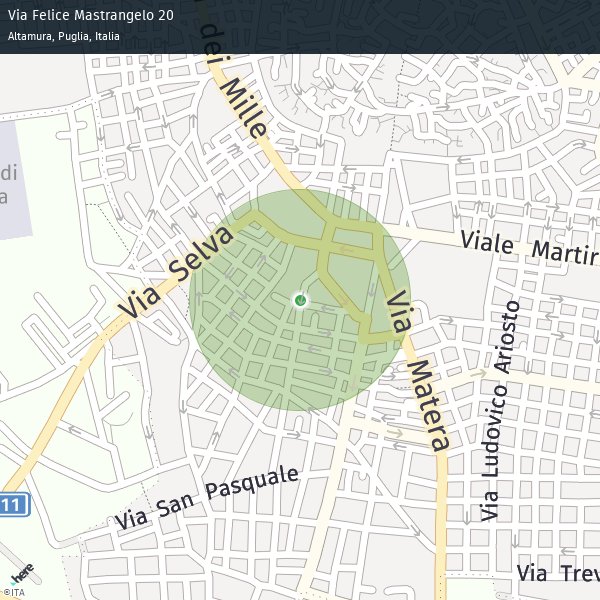 Via Felice Mastrangelo 20
Altamura, Puglia, Italia
dei Mille
di
a
Via Selva
Viale Martir
Via Matera
Via Ludovico Ariosto
Via San Pasquale
11
Via Trev
here
©ITA